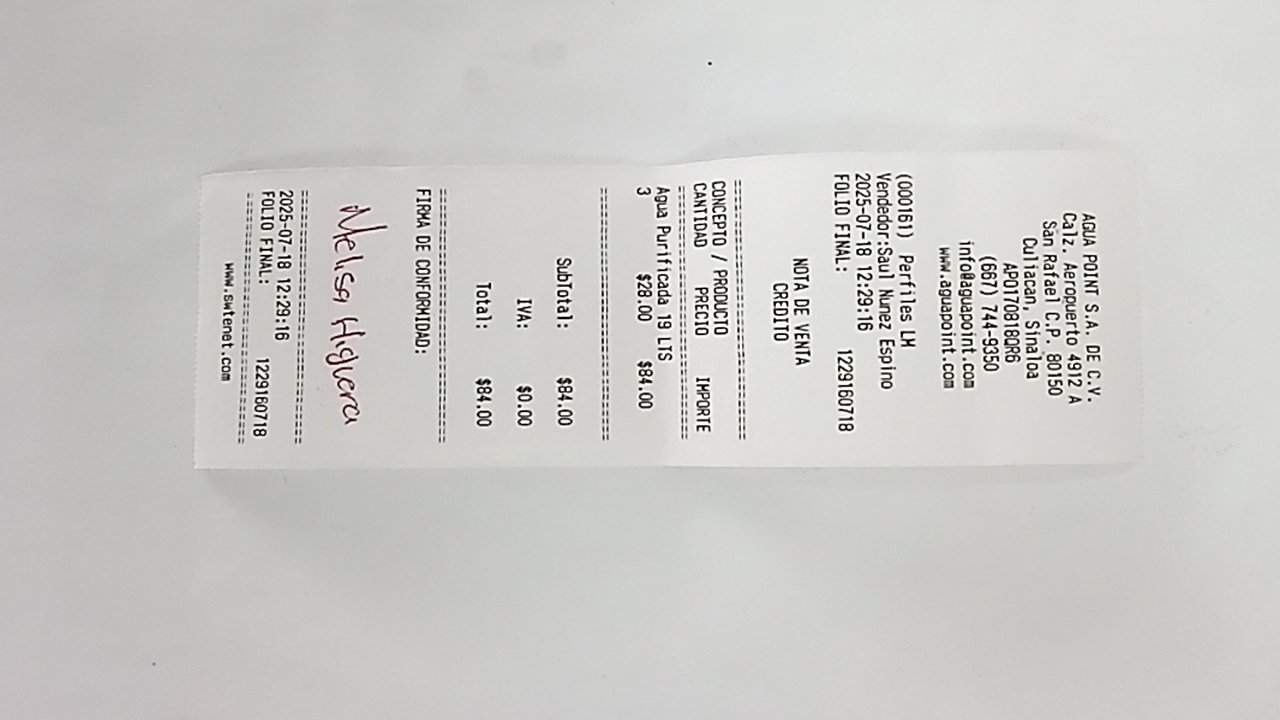 AGUA POINT S.A. DE C.V.
Calz. Aeropuerto 4912 A
San Rafael C.P. 80150
Culiacan, Sinaloa
APO170818QR6
(667) 744-9350
info@aguapoint.com
www.aguapoint.com
(000161) Perfiles LM
Vendedor:Saul Nunez Espino
2025-07-18 12:29:16
FOLIO FINAL: 1229160718
NOTA DE VENTA
CREDITO
==============================
CONCEPTO / PRODUCTO
CANTIDAD PRECIO IMPORTE
==============================
Agua Purificada 19 LTS
3 $28.00 $84.00
==============================
SubTotal: $84.00
IVA: $0.00
Total: $84.00
==============================
FIRMA DE CONFORMIDAD:
Melisa Higuera
==============================
2025-07-18 12:29:16
FOLIO FINAL: 1229160718
==============================
www.swtenet.com